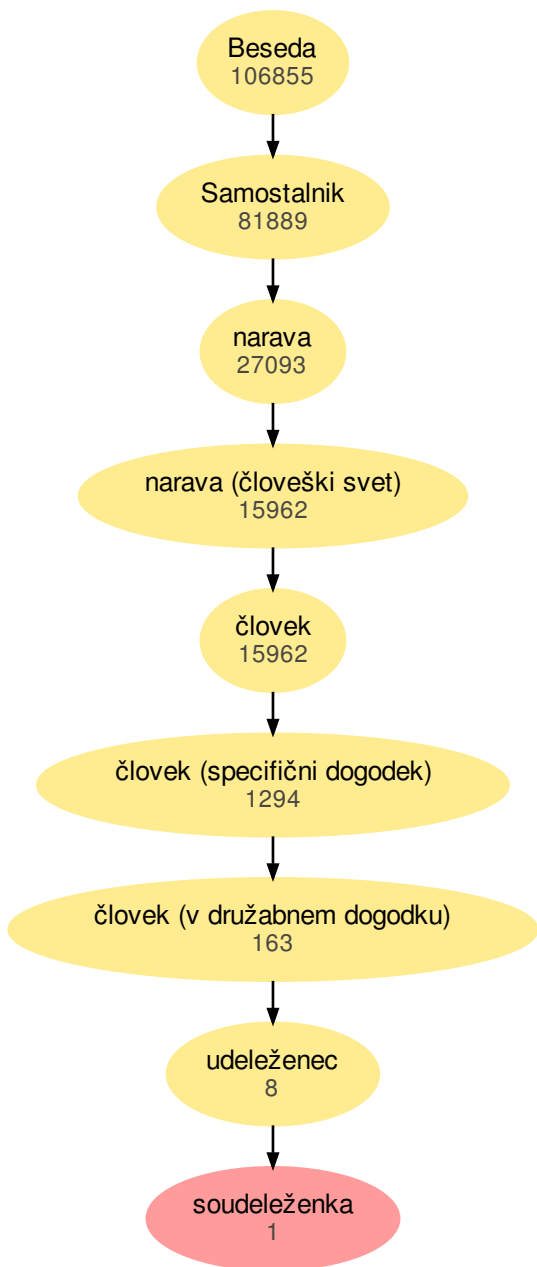 Beseda
106855
Samostalnik
81889
narava
27093
narava (človeški svet)
15962
človek
15962
človek (specifični dogodek)
1294
človek (v družabnem dogodku)
163
udeleženec
8
soudeleženka
1